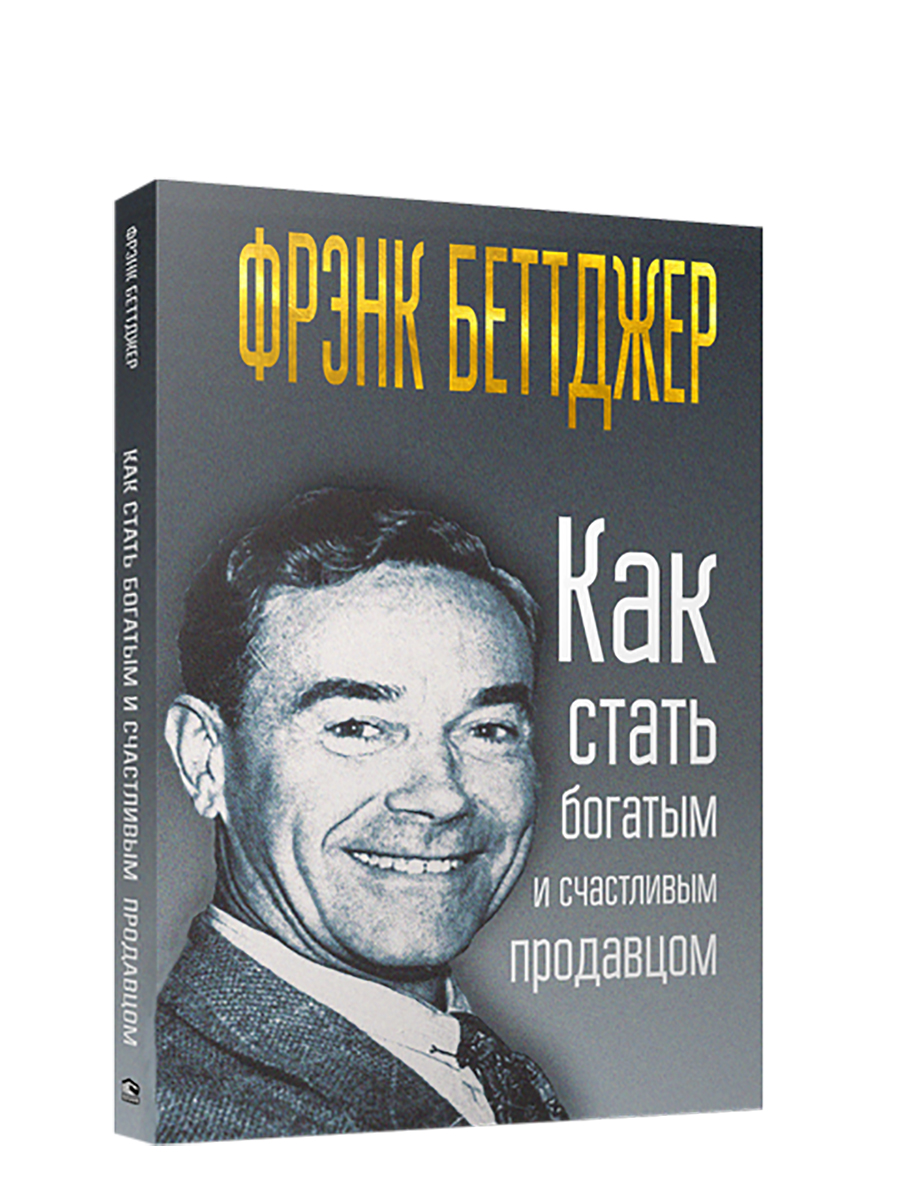 ФРЭНК БЕТТДЖЕР
Как
стать
богатым
и счастливым
продавцом
ФРЭНК БЕТТДЖЕР КАК СТАТЬ БОГАТЫМ И СЧАСТЛИВЫМ ПРОДАВЦОМ